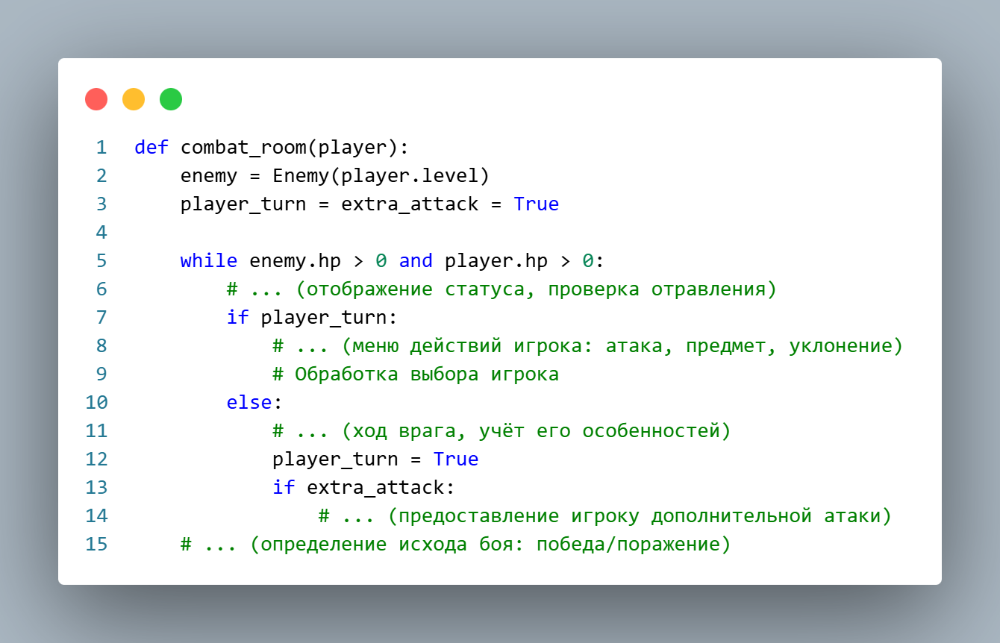 1 def combat_room(player):
2     enemy = Enemy(player.level)
3     player_turn = extra_attack = True
4
5     while enemy.hp > 0 and player.hp > 0:
6         # ... (отображение статуса, проверка отравления)
7         if player_turn:
8             # ... (меню действий игрока: атака, предмет, уклонение)
9             # Обработка выбора игрока
10         else:
11             # ... (ход врага, учёт его особенностей)
12             player_turn = True
13             if extra_attack:
14                 # ... (предоставление игроку дополнительной атаки)
15     # ... (определение исхода боя: победа/поражение)